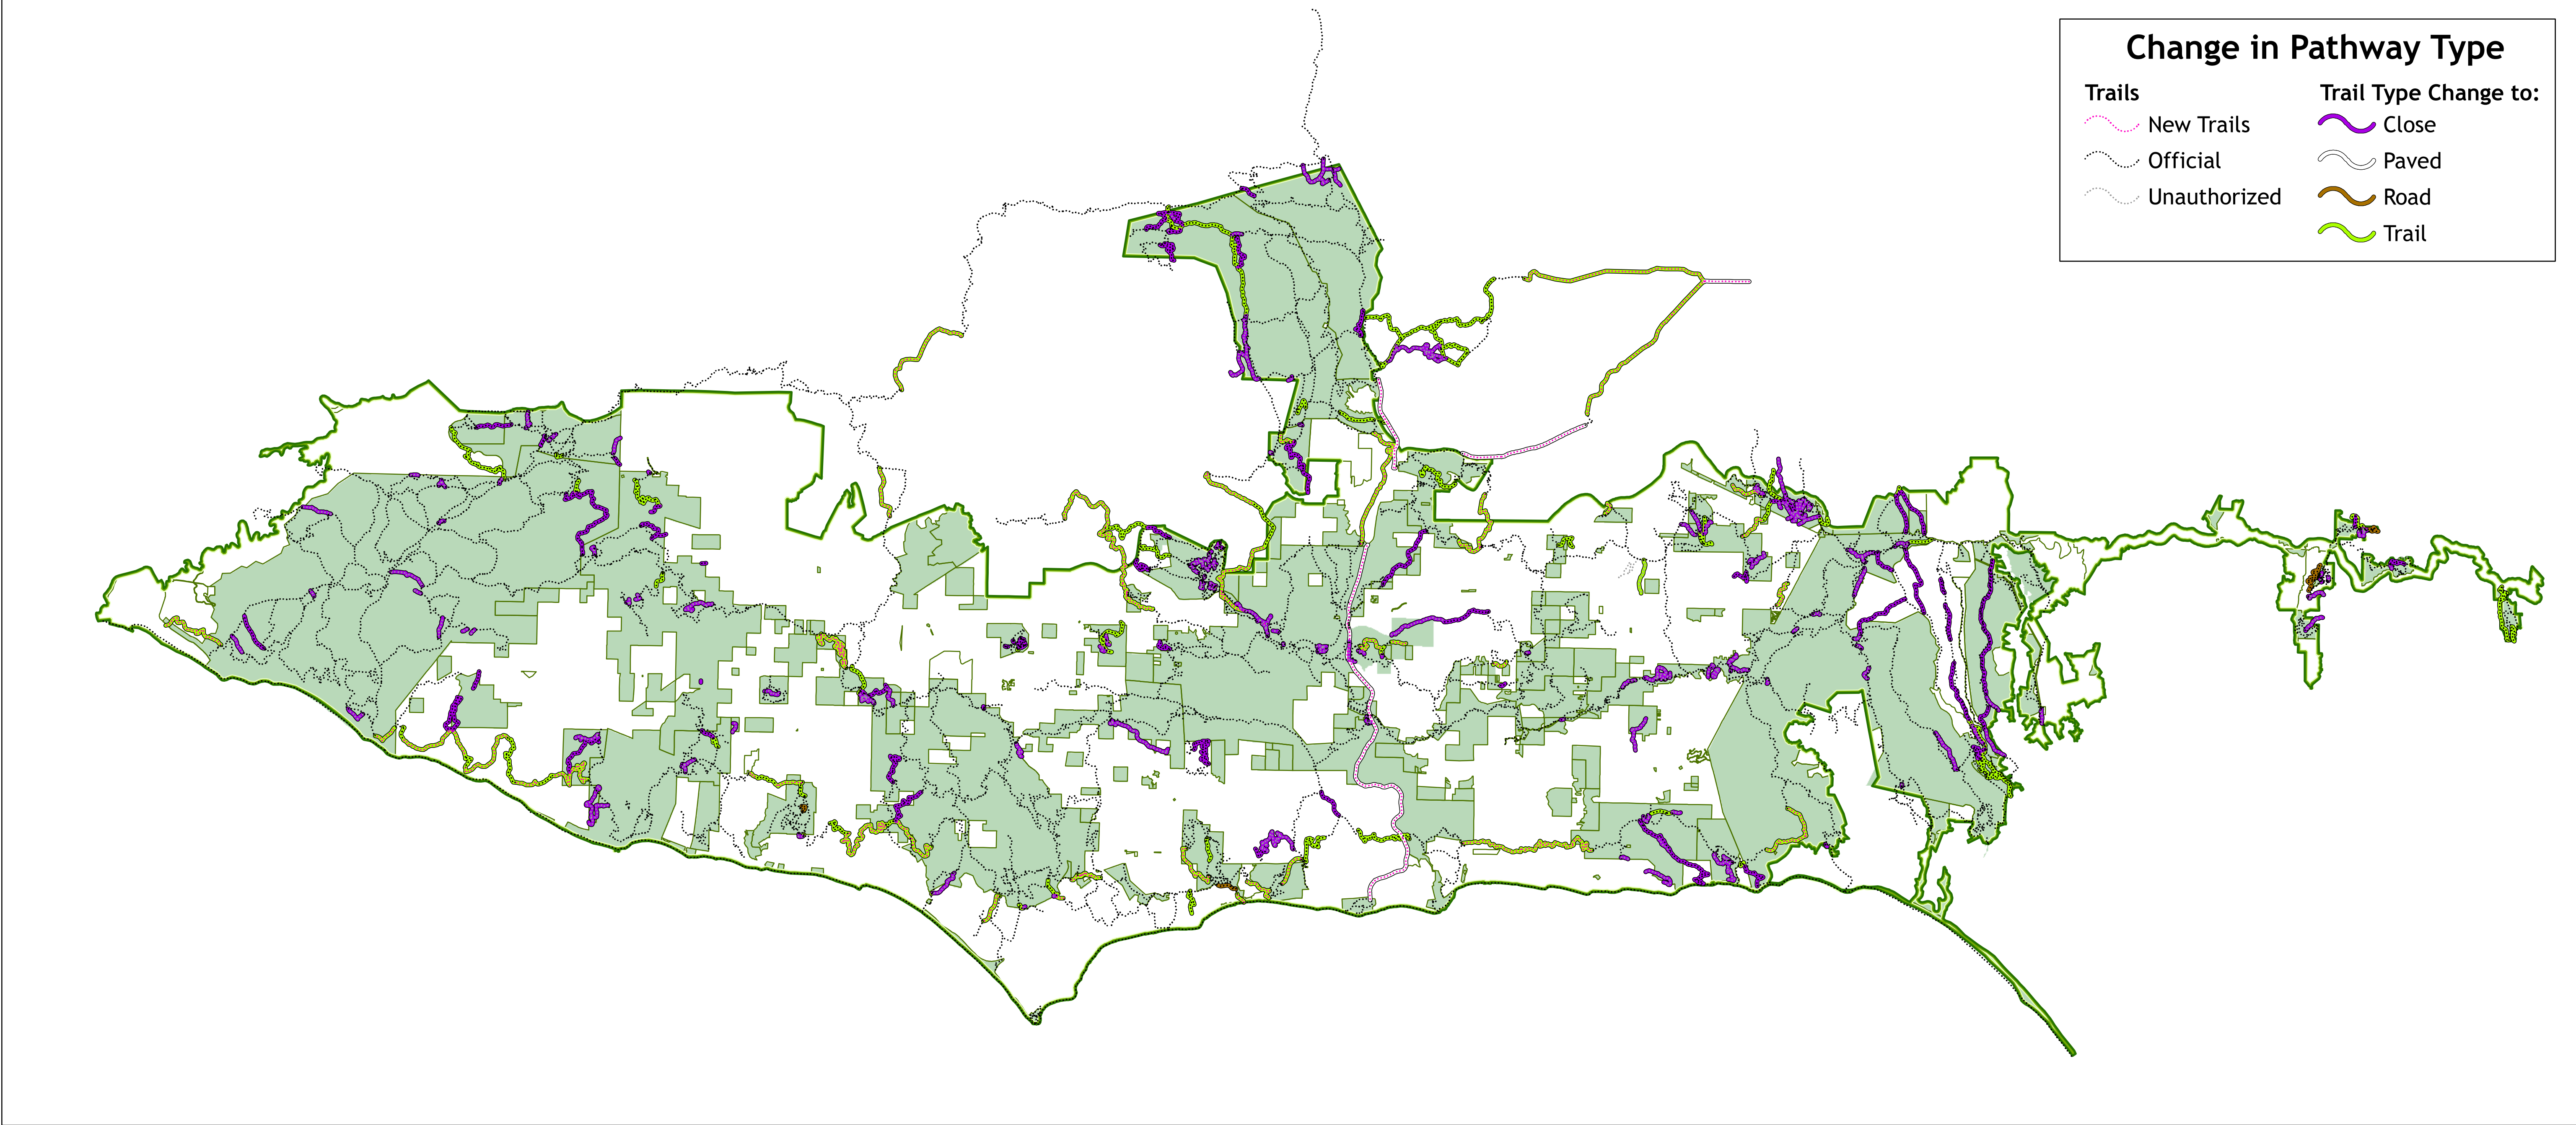 Change in Pathway Type
Trails
New Trails
Official
Unauthorized
Trail Type Change to:
Close
Paved
Road
Trail